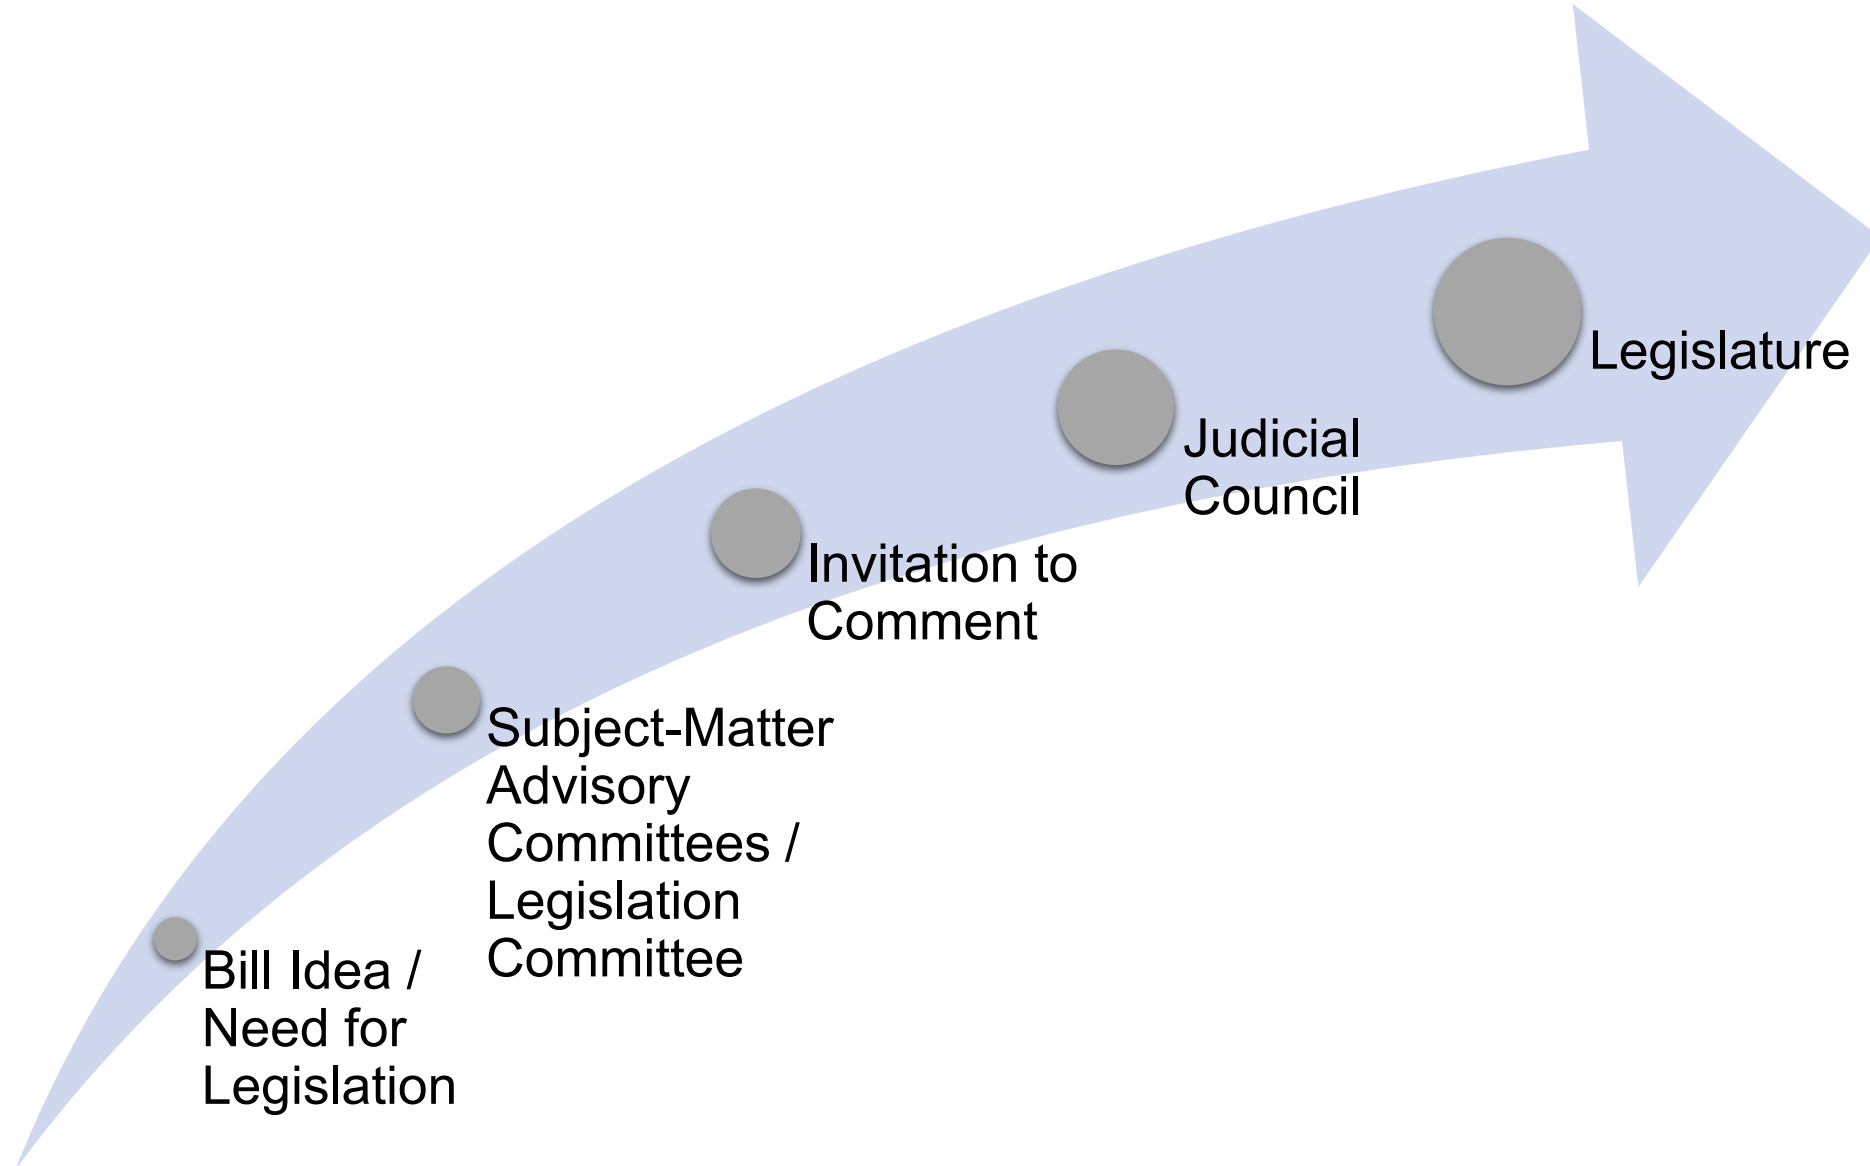 Bill Idea /
Need for
Legislation
Subject-Matter
Advisory
Committees /
Legislation
Committee
Invitation to
Comment
Judicial
Council
Legislature